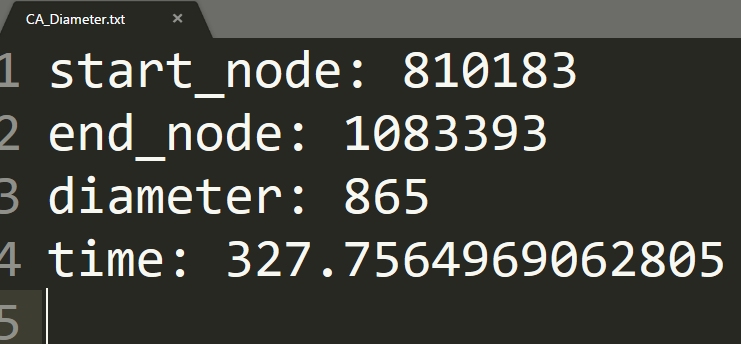 CA_Diameter.txt ×
1 start_node: 810183
2 end_node: 1083393
3 diameter: 865
4 time: 327.7564969062805
5